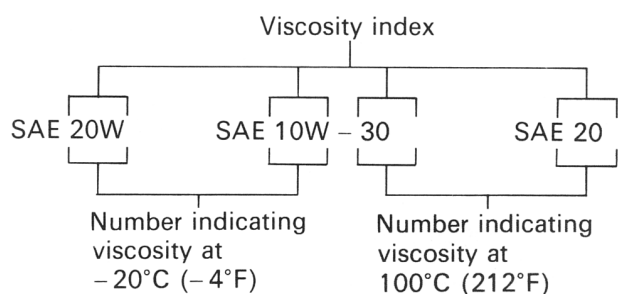 Viscosity index
SAE 20W SAE 10W – 30 SAE 20
Number indicating
viscosity at
– 20°C (– 4°F)
Number indicating
viscosity at
100°C (212°F)